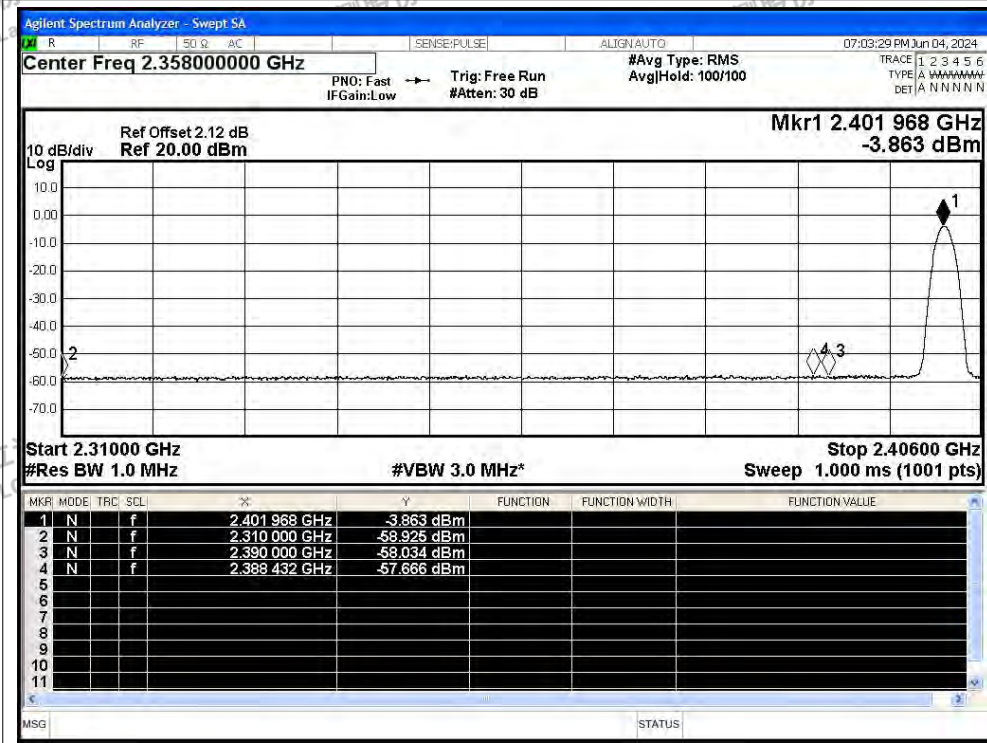 Agilent Spectrum Analyzer - Swept SA
R RF 50 Ω AC SENSE:PULSE ALIGN AUTO 07:03:29 PM Jun 04, 2024
Center Freq 2.358000000 GHz
PNO: Fast
IFGain:Low
Trig: Free Run
#Atten: 30 dB
#Avg Type: RMS
Avg|Hold: 100/100
TRACE 1 2 3 4 5 6
TYPE A WWWWWW
DET A N N N N N
Ref Offset 2.12 dB
10 dB/div Ref 20.00 dBm
Log
Mkr1 2.401 968 GHz
-3.863 dBm
10.0
0.00
-10.0
-20.0
-30.0
-40.0
-50.0
-60.0
-70.0
1
2
4 3
Start 2.31000 GHz Stop 2.40600 GHz
#Res BW 1.0 MHz #VBW 3.0 MHz* Sweep 1.000 ms (1001 pts)
MKR MODE TRC SCL X Y FUNCTION FUNCTION WIDTH FUNCTION VALUE
1 N f 2.401 968 GHz -3.863 dBm
2 N f 2.310 000 GHz -58.925 dBm
3 N f 2.390 000 GHz -58.034 dBm
4 N f 2.388 432 GHz -57.666 dBm
5
6
7
8
9
10
11
MSG STATUS